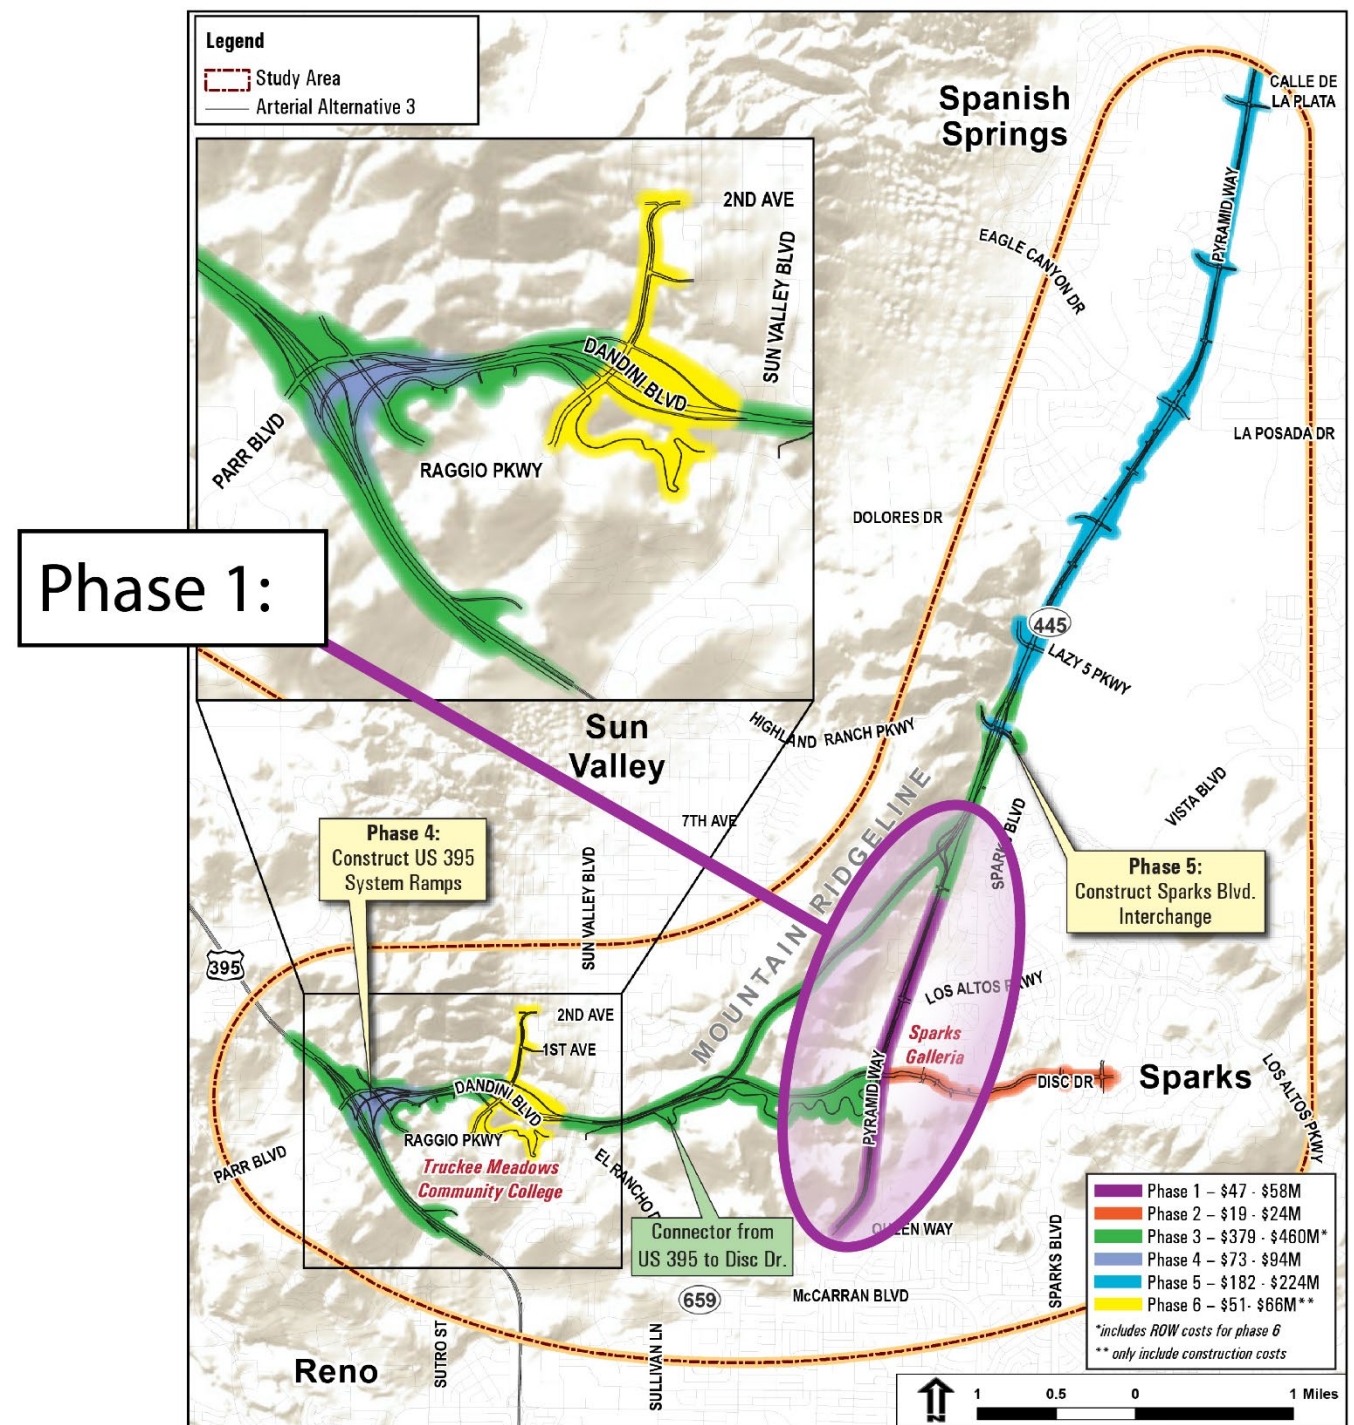 Legend
Study Area
Arterial Alternative 3
Spanish
Springs
CALLE DE
LA PLATA
PYRAMID WAY
EAGLE CANYON DR
LA POSADA DR
DOLORES DR
445
LAZY 5 PKWY
2ND AVE
SUN VALLEY BLVD
DANDINI BLVD
PARR BLVD
RAGGIO PKWY
Phase 1:
Sun
Valley
HIGHLAND RANCH PKWY
7TH AVE
MOUNTAIN RIDGELINE
VISTA BLVD
Phase 4:
Construct US 395
System Ramps
SUN VALLEY BLVD
Phase 5:
Construct Sparks Blvd.
Interchange
395
LOS ALTOS PKWY
Sparks
Galleria
2ND AVE
1ST AVE
DANDINI BLVD
PYRAMID WAY
DISC DR
Sparks
LOS ALTOS PKWY
RAGGIO PKWY
PARR BLVD
Truckee Meadows
Community College
EL RANCHO D
Connector from
US 395 to Disc Dr.
McCARRAN BLVD
659
SPARKS BLVD
SUTRO ST
SULLIVAN LN
Reno
Phase 1 – $47 - $58M
Phase 2 – $19 - $24M
Phase 3 – $379 - $460M*
Phase 4 – $73 - $94M
Phase 5 – $182 - $224M
Phase 6 – $51- $66M**
*includes ROW costs for phase 6
** only include construction costs
N
1 0.5 0 1 Miles